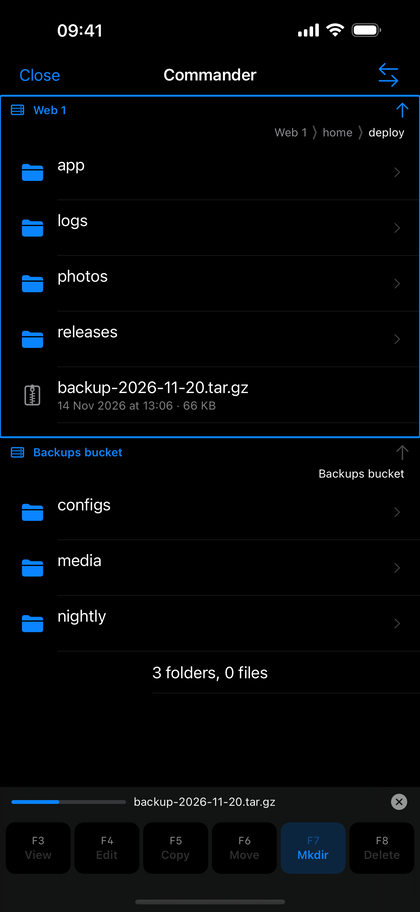 09:41
Close
Commander
Web 1
Web 1 〉 home 〉 deploy
app
logs
photos
releases
backup-2026-11-20.tar.gz
14 Nov 2026 at 13:06 · 66 KB
Backups bucket
Backups bucket
configs
media
nightly
3 folders, 0 files
backup-2026-11-20.tar.gz
F3 F4 F5 F6 F7 F8
View Edit Copy Move Mkdir Delete